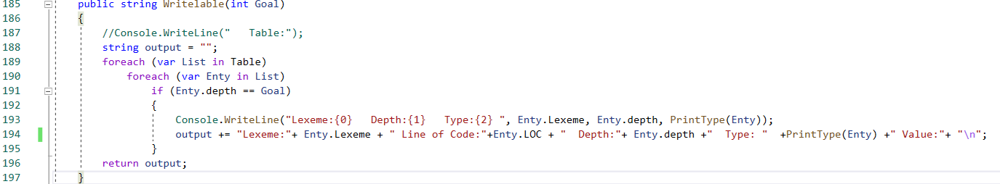 185 public string Writelable(int Goal)
186 {
187 //Console.WriteLine("   Table:");
188 string output = "";
189 foreach (var List in Table)
190 foreach (var Enty in List)
191 if (Enty.depth == Goal)
192 {
193 Console.WriteLine("Lexeme:{0}   Depth:{1}   Type:{2} ", Enty.Lexeme, Enty.depth, PrintType(Enty));
194 output += "Lexeme:"+ Enty.Lexeme + " Line of Code:"+Enty.LOC + "  Depth:"+ Enty.depth +"  Type: "  +PrintType(Enty) +" Value:"+ "\n";
195 }
196 return output;
197 }